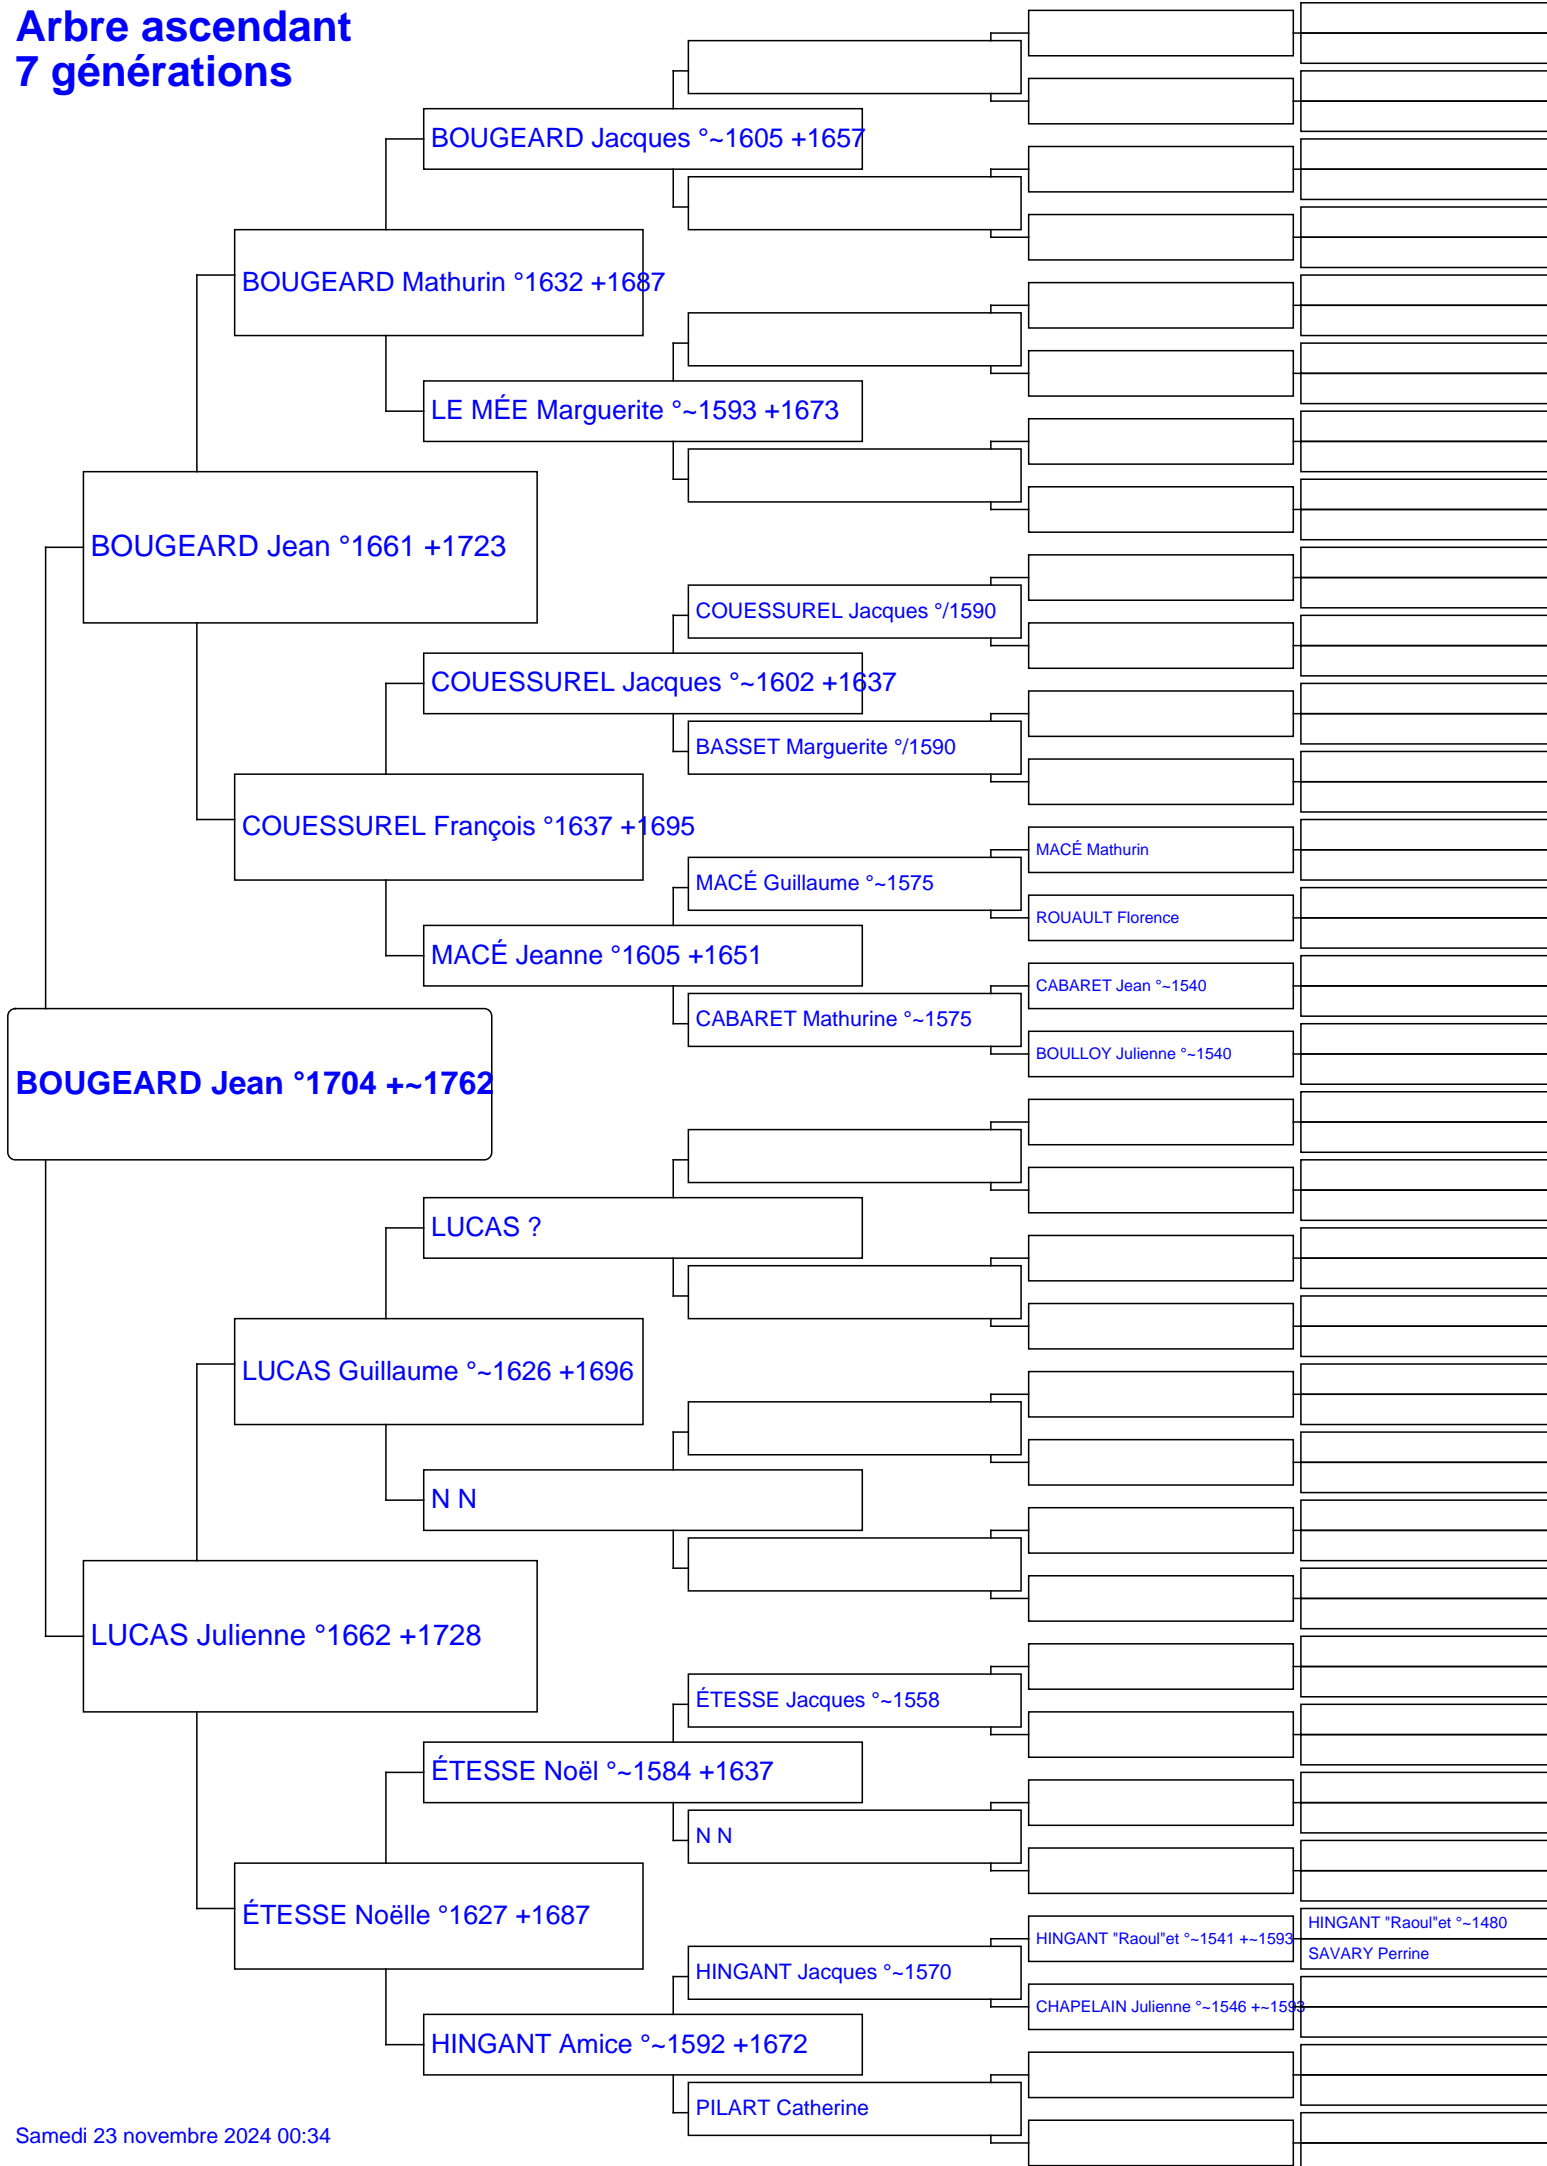 Arbre ascendant
7 générations
BOUGEARD Jacques °~1605 +1657
BOUGEARD Mathurin °1632 +1687
LE MÉE Marguerite °~1593 +1673
BOUGEARD Jean °1661 +1723
COUESSUREL Jacques °/1590
COUESSUREL Jacques °~1602 +1637
BASSET Marguerite °/1590
COUESSUREL François °1637 +1695
MACÉ Mathurin
MACÉ Guillaume °~1575
ROUAULT Florence
MACÉ Jeanne °1605 +1651
CABARET Jean °~1540
CABARET Mathurine °~1575
BOULLOY Julienne °~1540
BOUGEARD Jean °1704 +~1762
LUCAS ?
LUCAS Guillaume °~1626 +1696
N N
LUCAS Julienne °1662 +1728
ÉTESSE Jacques °~1558
ÉTESSE Noël °~1584 +1637
N N
ÉTESSE Noëlle °1627 +1687
HINGANT "Raoul"et °~1480
HINGANT "Raoul"et °~1541 +~1593
SAVARY Perrine
HINGANT Jacques °~1570
CHAPELAIN Julienne °~1546 +~1593
HINGANT Amice °~1592 +1672
PILART Catherine
Samedi 23 novembre 2024 00:34